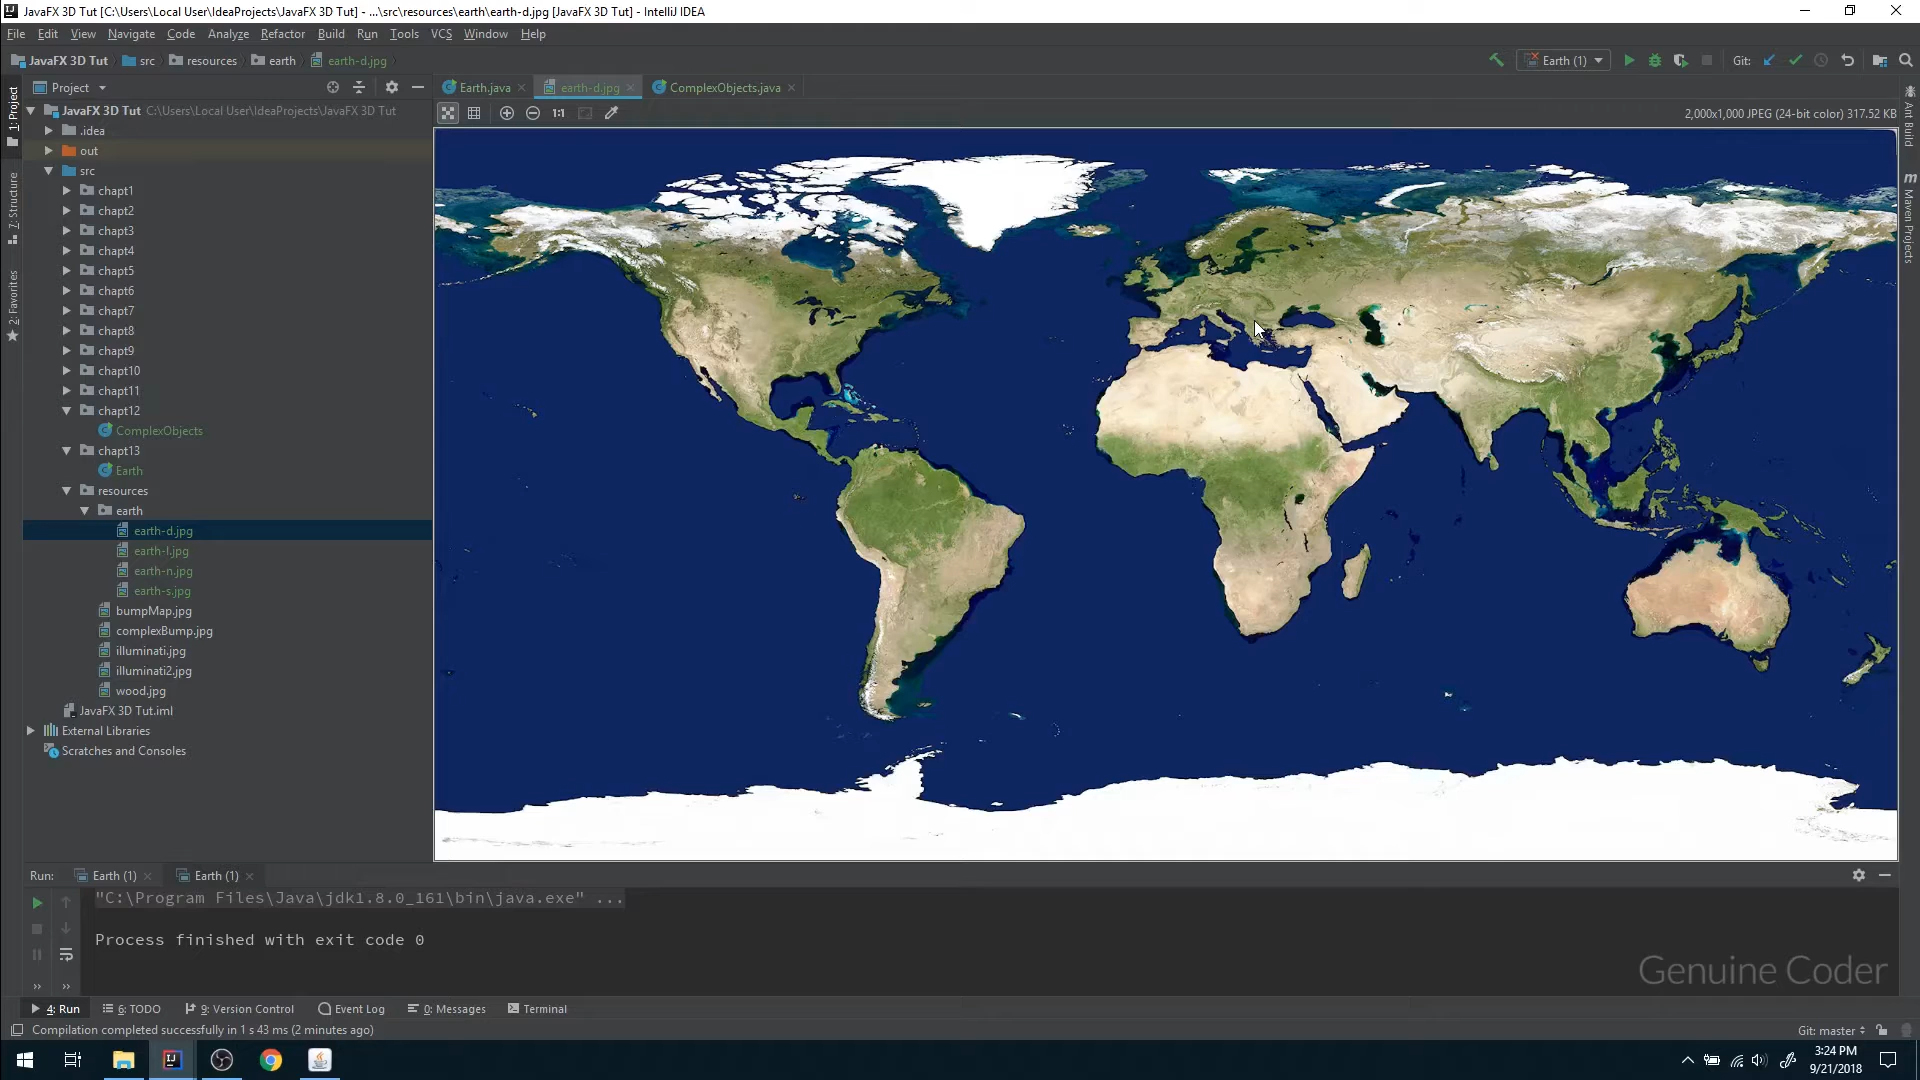 JavaFX 3D Tut [C:\Users\Local User\IdeaProjects\JavaFX 3D Tut] - ...\src\resources\earth\earth-d.jpg [JavaFX 3D Tut] - IntelliJ IDEA
File Edit View Navigate Code Analyze Refactor Build Run Tools VCS Window Help
JavaFX 3D Tut src resources earth earth-d.jpg Earth (1) Git:
Project Earth.java earth-d.jpg ComplexObjects.java
1:1 2,000x1,000 JPEG (24-bit color) 317.52 KB
1: Project
7: Structure
2: Favorites
JavaFX 3D Tut C:\Users\Local User\IdeaProjects\JavaFX 3D Tut
.idea
out
src
chapt1
chapt2
chapt3
chapt4
chapt5
chapt6
chapt7
chapt8
chapt9
chapt10
chapt11
chapt12
ComplexObjects
chapt13
Earth
resources
earth
earth-d.jpg
earth-l.jpg
earth-n.jpg
earth-s.jpg
bumpMap.jpg
complexBump.jpg
illuminati.jpg
illuminati2.jpg
wood.jpg
JavaFX 3D Tut.iml
External Libraries
Scratches and Consoles
Ant Build
m Maven Projects
Run: Earth (1) Earth (1)
"C:\Program Files\Java\jdk1.8.0_161\bin\java.exe" ...
Process finished with exit code 0
Genuine Coder
4: Run 6: TODO 9: Version Control Event Log 0: Messages Terminal
Compilation completed successfully in 1 s 43 ms (2 minutes ago) Git: master
3:24 PM
9/21/2018